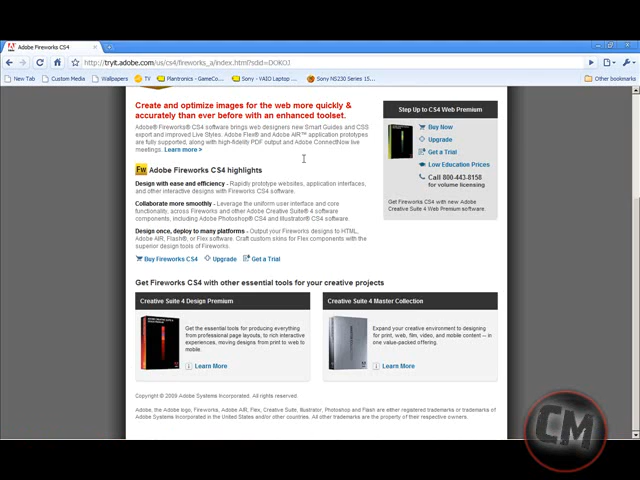 Adobe Fireworks CS4
http://tryit.adobe.com/us/cs4/fireworks_a/index.html?sdid=DOKOJ
New Tab Custom Media Wallpapers TV Plantronics - GameCo... Sony - VAIO Laptop ... Sony NS230 Series 15... Other bookmarks
Create and optimize images for the web more quickly &
accurately than ever before with an enhanced toolset.
Adobe® Fireworks® CS4 software brings web designers new Smart Guides and CSS
export and improved Live Styles. Adobe Flex® and Adobe AIR™ application prototypes
are fully supported, along with high-fidelity PDF output and Adobe ConnectNow live
meetings. Learn more »
Fw Adobe Fireworks CS4 highlights
Design with ease and efficiency - Rapidly prototype websites, application interfaces,
and other interactive designs with Fireworks CS4 software.
Collaborate more smoothly - Leverage the uniform user interface and core
functionality, across Fireworks and other Adobe Creative Suite® 4 software
components, including Adobe Photoshop® CS4 and Illustrator® CS4 software.
Design once, deploy to many platforms - Output your Fireworks designs to HTML,
Adobe AIR, Flash®, or Flex software. Craft custom skins for Flex components with the
superior design tools of Fireworks.
Buy Fireworks CS4 Upgrade Get a Trial
Step Up to CS4 Web Premium
Buy Now
Upgrade
Get a Trial
Low Education Prices
Call 800-443-8158
for volume licensing
Get Fireworks CS4 with new Adobe
Creative Suite 4 Web Premium software.
Get Fireworks CS4 with other essential tools for your creative projects
Creative Suite 4 Design Premium
Get the essential tools for producing everything
from professional page layouts, to rich interactive
experiences, moving designs from print to web to
mobile.
Learn More
Creative Suite 4 Master Collection
Expand your creative environment to designing
for print, web, film, video, and mobile content -- in
one value-packed offering.
Learn More
Copyright © 2009 Adobe Systems Incorporated. All rights reserved.
Adobe, the Adobe logo, Fireworks, Adobe AIR, Flex, Creative Suite, Illustrator, Photoshop and Flash are either registered trademarks or trademarks of
Adobe Systems Incorporated in the United States and/or other countries. All other trademarks are the property of their respective owners.
CM